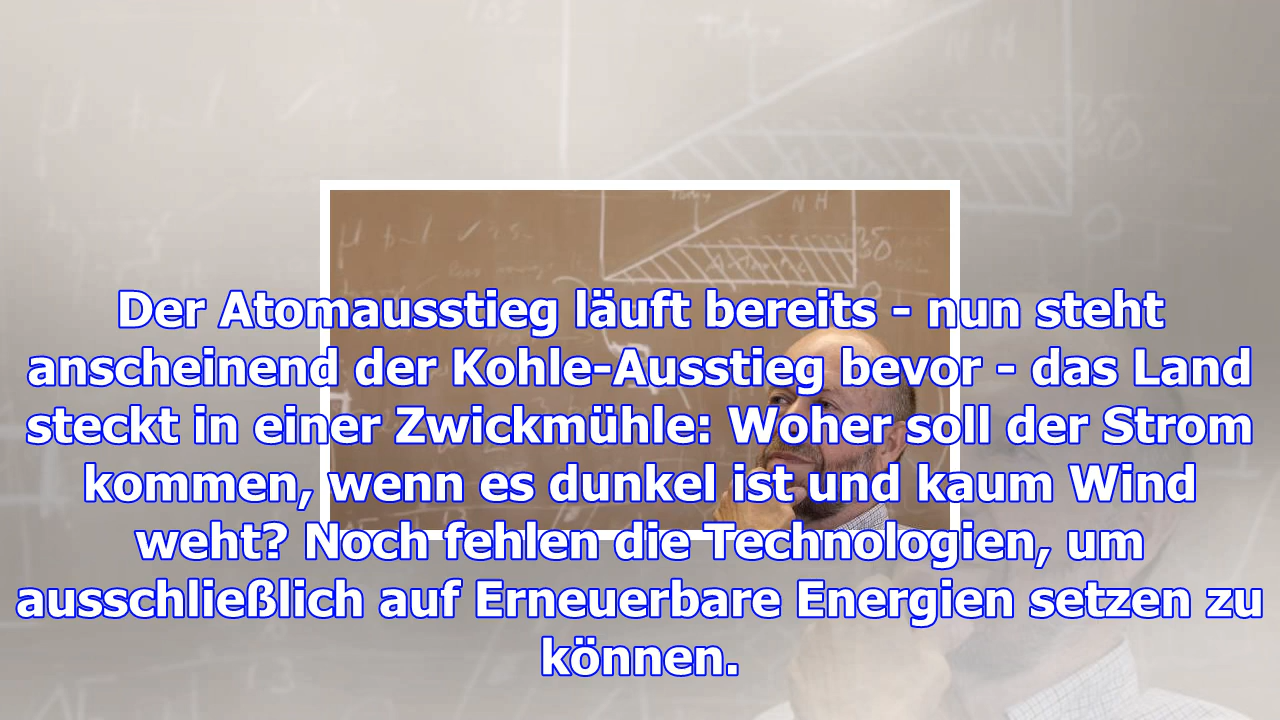 Der Atomausstieg läuft bereits - nun steht
anscheinend der Kohle-Ausstieg bevor - das Land
steckt in einer Zwickmühle: Woher soll der Strom
kommen, wenn es dunkel ist und kaum Wind
weht? Noch fehlen die Technologien, um
ausschließlich auf Erneuerbare Energien setzen zu
können.